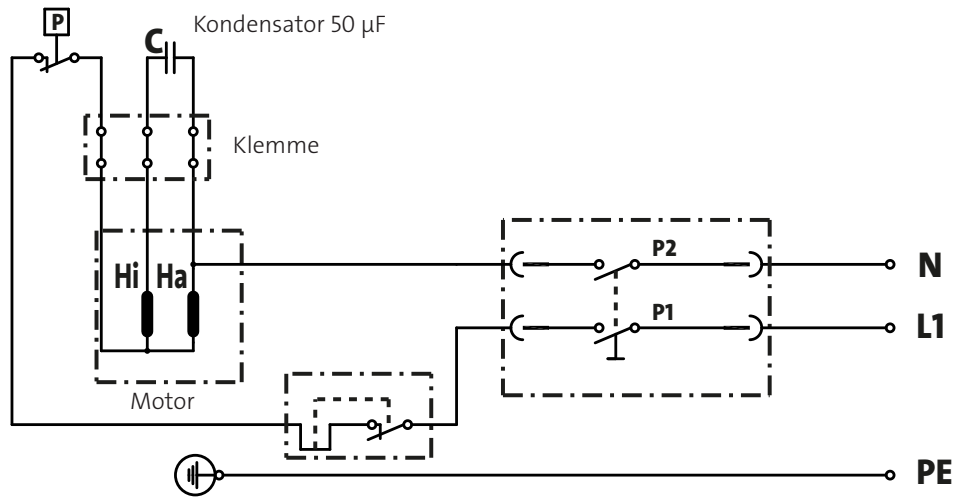 P
C
Kondensator 50 µF
Klemme
Hi
Ha
Motor
P2
N
P1
L1
PE